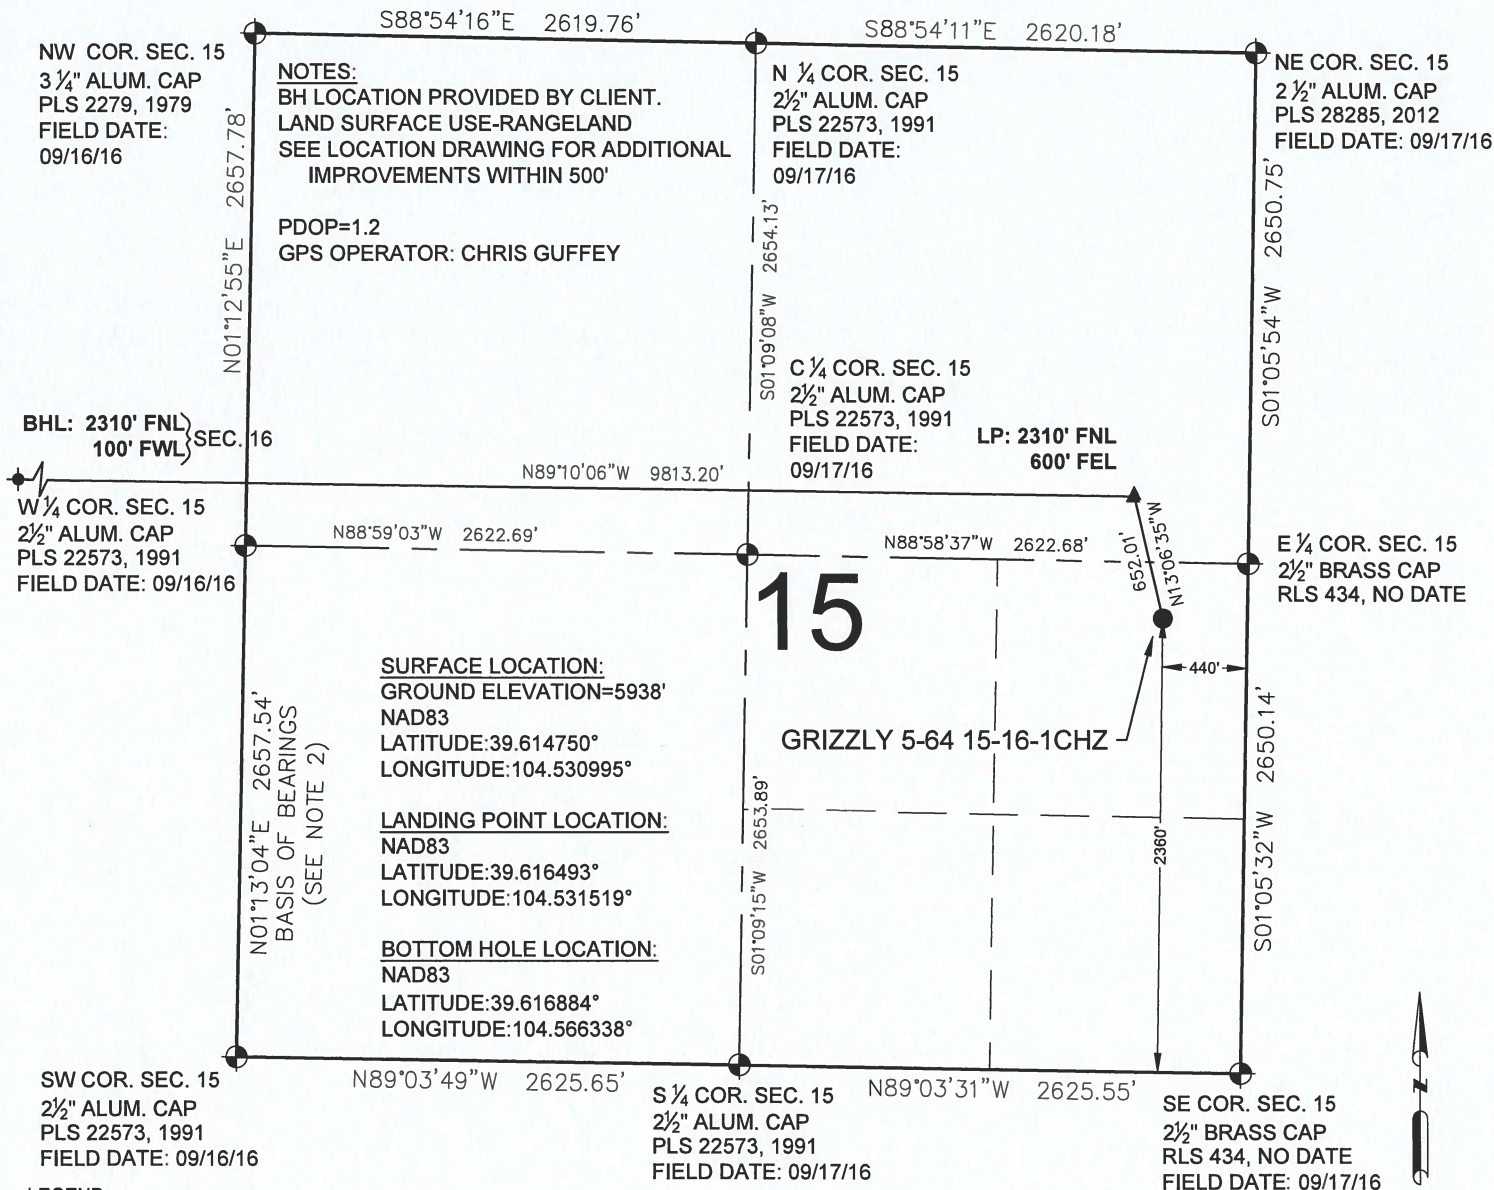 S88°54'16"E 2619.76'
S88°54'11"E 2620.18'
NW COR. SEC. 15
3 ¼" ALUM. CAP
PLS 2279, 1979
FIELD DATE:
09/16/16
NOTES:
BH LOCATION PROVIDED BY CLIENT.
LAND SURFACE USE-RANGELAND
SEE LOCATION DRAWING FOR ADDITIONAL
IMPROVEMENTS WITHIN 500'
PDOP=1.2
GPS OPERATOR: CHRIS GUFFEY
N ¼ COR. SEC. 15
2½" ALUM. CAP
PLS 22573, 1991
FIELD DATE:
09/17/16
NE COR. SEC. 15
2 ½" ALUM. CAP
PLS 28285, 2012
FIELD DATE: 09/17/16
N01°12'55"E 2657.78'
S01°09'08"W 2654.13'
S01°05'54"W 2650.75'
C ¼ COR. SEC. 15
2½" ALUM. CAP
PLS 22573, 1991
FIELD DATE:
09/17/16
BHL: 2310' FNL
100' FWL
SEC. 16
LP: 2310' FNL
600' FEL
N89°10'06"W 9813.20'
W ¼ COR. SEC. 15
2½" ALUM. CAP
PLS 22573, 1991
FIELD DATE: 09/16/16
N88°59'03"W 2622.69'
N88°58'37"W 2622.68'
652.01'
N13°06'35"W
E ¼ COR. SEC. 15
2½" BRASS CAP
RLS 434, NO DATE
15
440'
GRIZZLY 5-64 15-16-1CHZ
SURFACE LOCATION:
GROUND ELEVATION=5938'
NAD83
LATITUDE:39.614750°
LONGITUDE:104.530995°
LANDING POINT LOCATION:
NAD83
LATITUDE:39.616493°
LONGITUDE:104.531519°
BOTTOM HOLE LOCATION:
NAD83
LATITUDE:39.616884°
LONGITUDE:104.566338°
N01°13'04"E 2657.54'
BASIS OF BEARINGS
(SEE NOTE 2)
S01°09'15"W 2653.89'
2360'
S01°05'32"W 2650.14'
SW COR. SEC. 15
2½" ALUM. CAP
PLS 22573, 1991
FIELD DATE: 09/16/16
N89°03'49"W 2625.65'
S ¼ COR. SEC. 15
2½" ALUM. CAP
PLS 22573, 1991
FIELD DATE: 09/17/16
N89°03'31"W 2625.55'
SE COR. SEC. 15
2½" BRASS CAP
RLS 434, NO DATE
FIELD DATE: 09/17/16
N